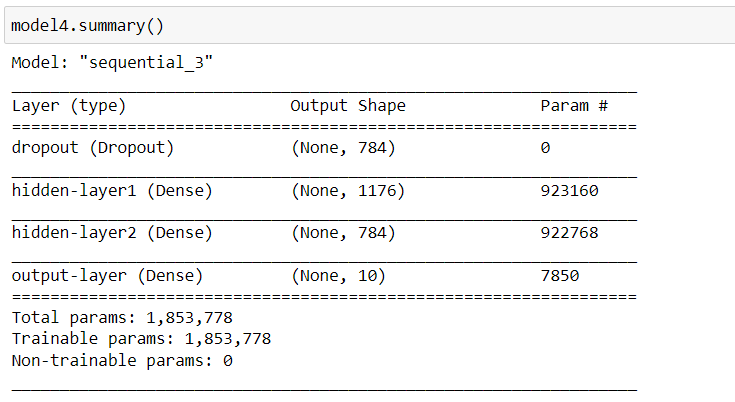 model4.summary()
Model: "sequential_3"
_________________________________________________________________
Layer (type)                 Output Shape              Param #
=================================================================
dropout (Dropout)            (None, 784)               0
_________________________________________________________________
hidden-layer1 (Dense)        (None, 1176)              923160
_________________________________________________________________
hidden-layer2 (Dense)        (None, 784)               922768
_________________________________________________________________
output-layer (Dense)         (None, 10)                7850
=================================================================
Total params: 1,853,778
Trainable params: 1,853,778
Non-trainable params: 0
_________________________________________________________________